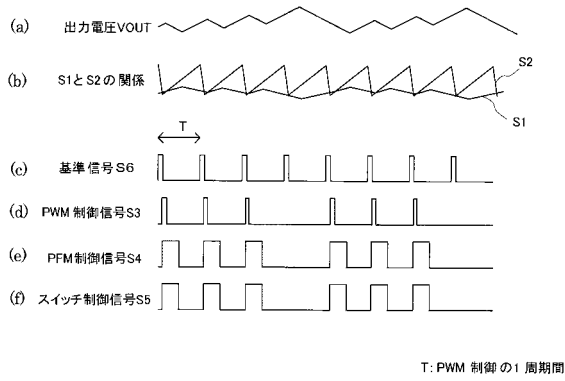 (a) 出力電圧VOUT
(b) S1とS2の関係
S2
S1
T
(c) 基準信号S6
(d) PWM制御信号S3
(e) PFM制御信号S4
(f) スイッチ制御信号S5
T: PWM 制御の1 周期間